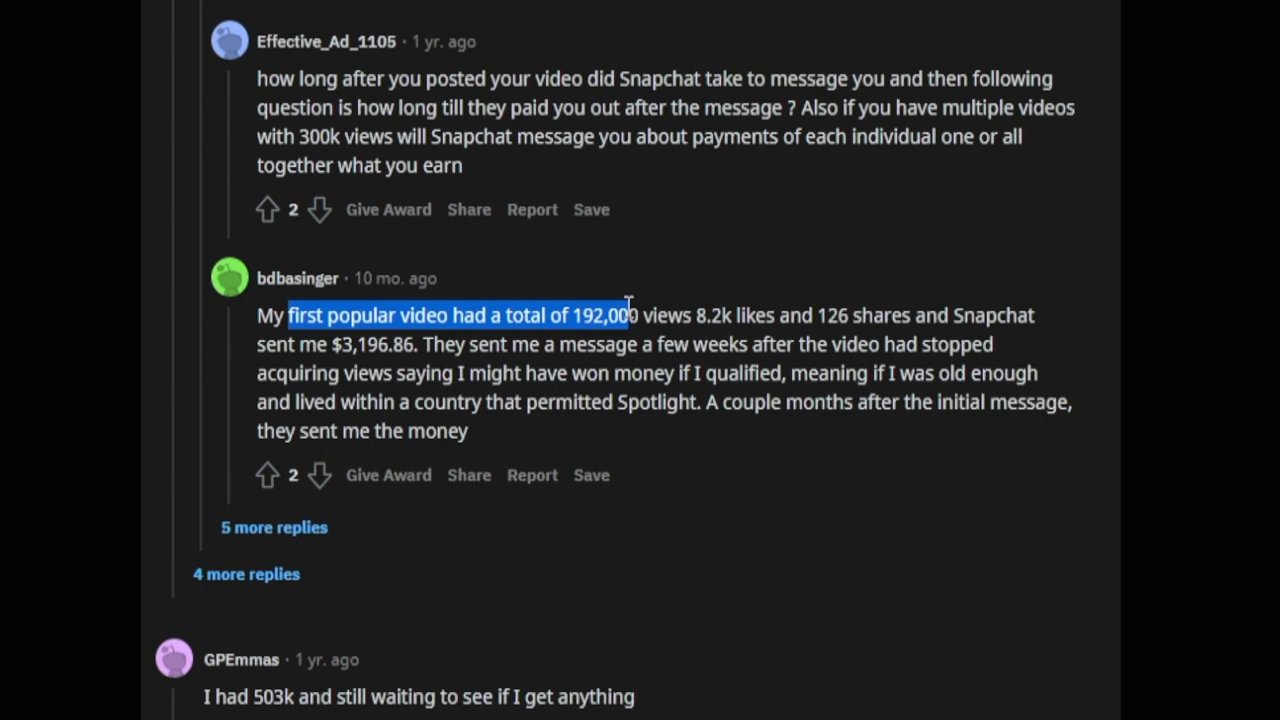 Effective_Ad_1105 · 1 yr. ago
how long after you posted your video did Snapchat take to message you and then following
question is how long till they paid you out after the message ? Also if you have multiple videos
with 300k views will Snapchat message you about payments of each individual one or all
together what you earn
2 Give Award Share Report Save
bdbasinger · 10 mo. ago
My first popular video had a total of 192,000 views 8.2k likes and 126 shares and Snapchat
sent me $3,196.86. They sent me a message a few weeks after the video had stopped
acquiring views saying I might have won money if I qualified, meaning if I was old enough
and lived within a country that permitted Spotlight. A couple months after the initial message,
they sent me the money
2 Give Award Share Report Save
5 more replies
4 more replies
GPEmmas · 1 yr. ago
I had 503k and still waiting to see if I get anything